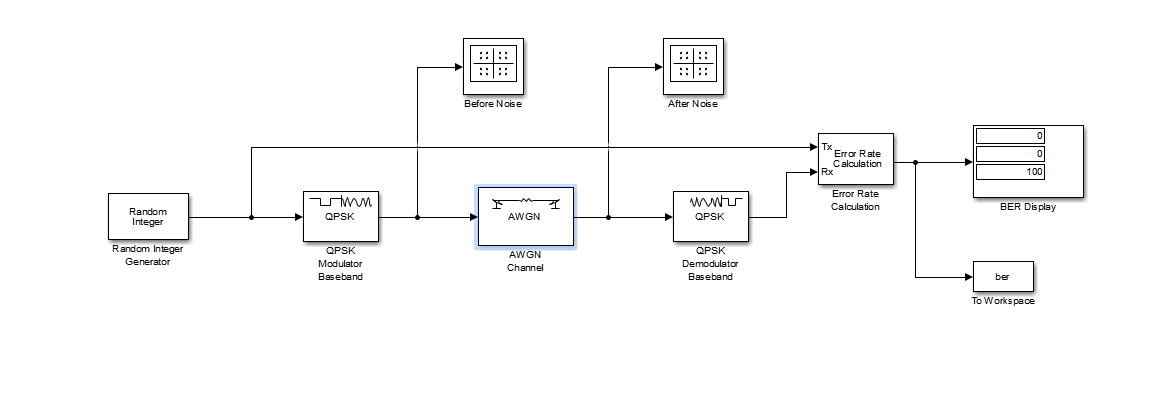 Before Noise
After Noise
Tx
Error Rate
Calculation
Rx
Error Rate
Calculation
0
0
100
BER Display
Random
Integer
Random Integer
Generator
QPSK
QPSK
Modulator
Baseband
AWGN
AWGN
Channel
QPSK
QPSK
Demodulator
Baseband
ber
To Workspace